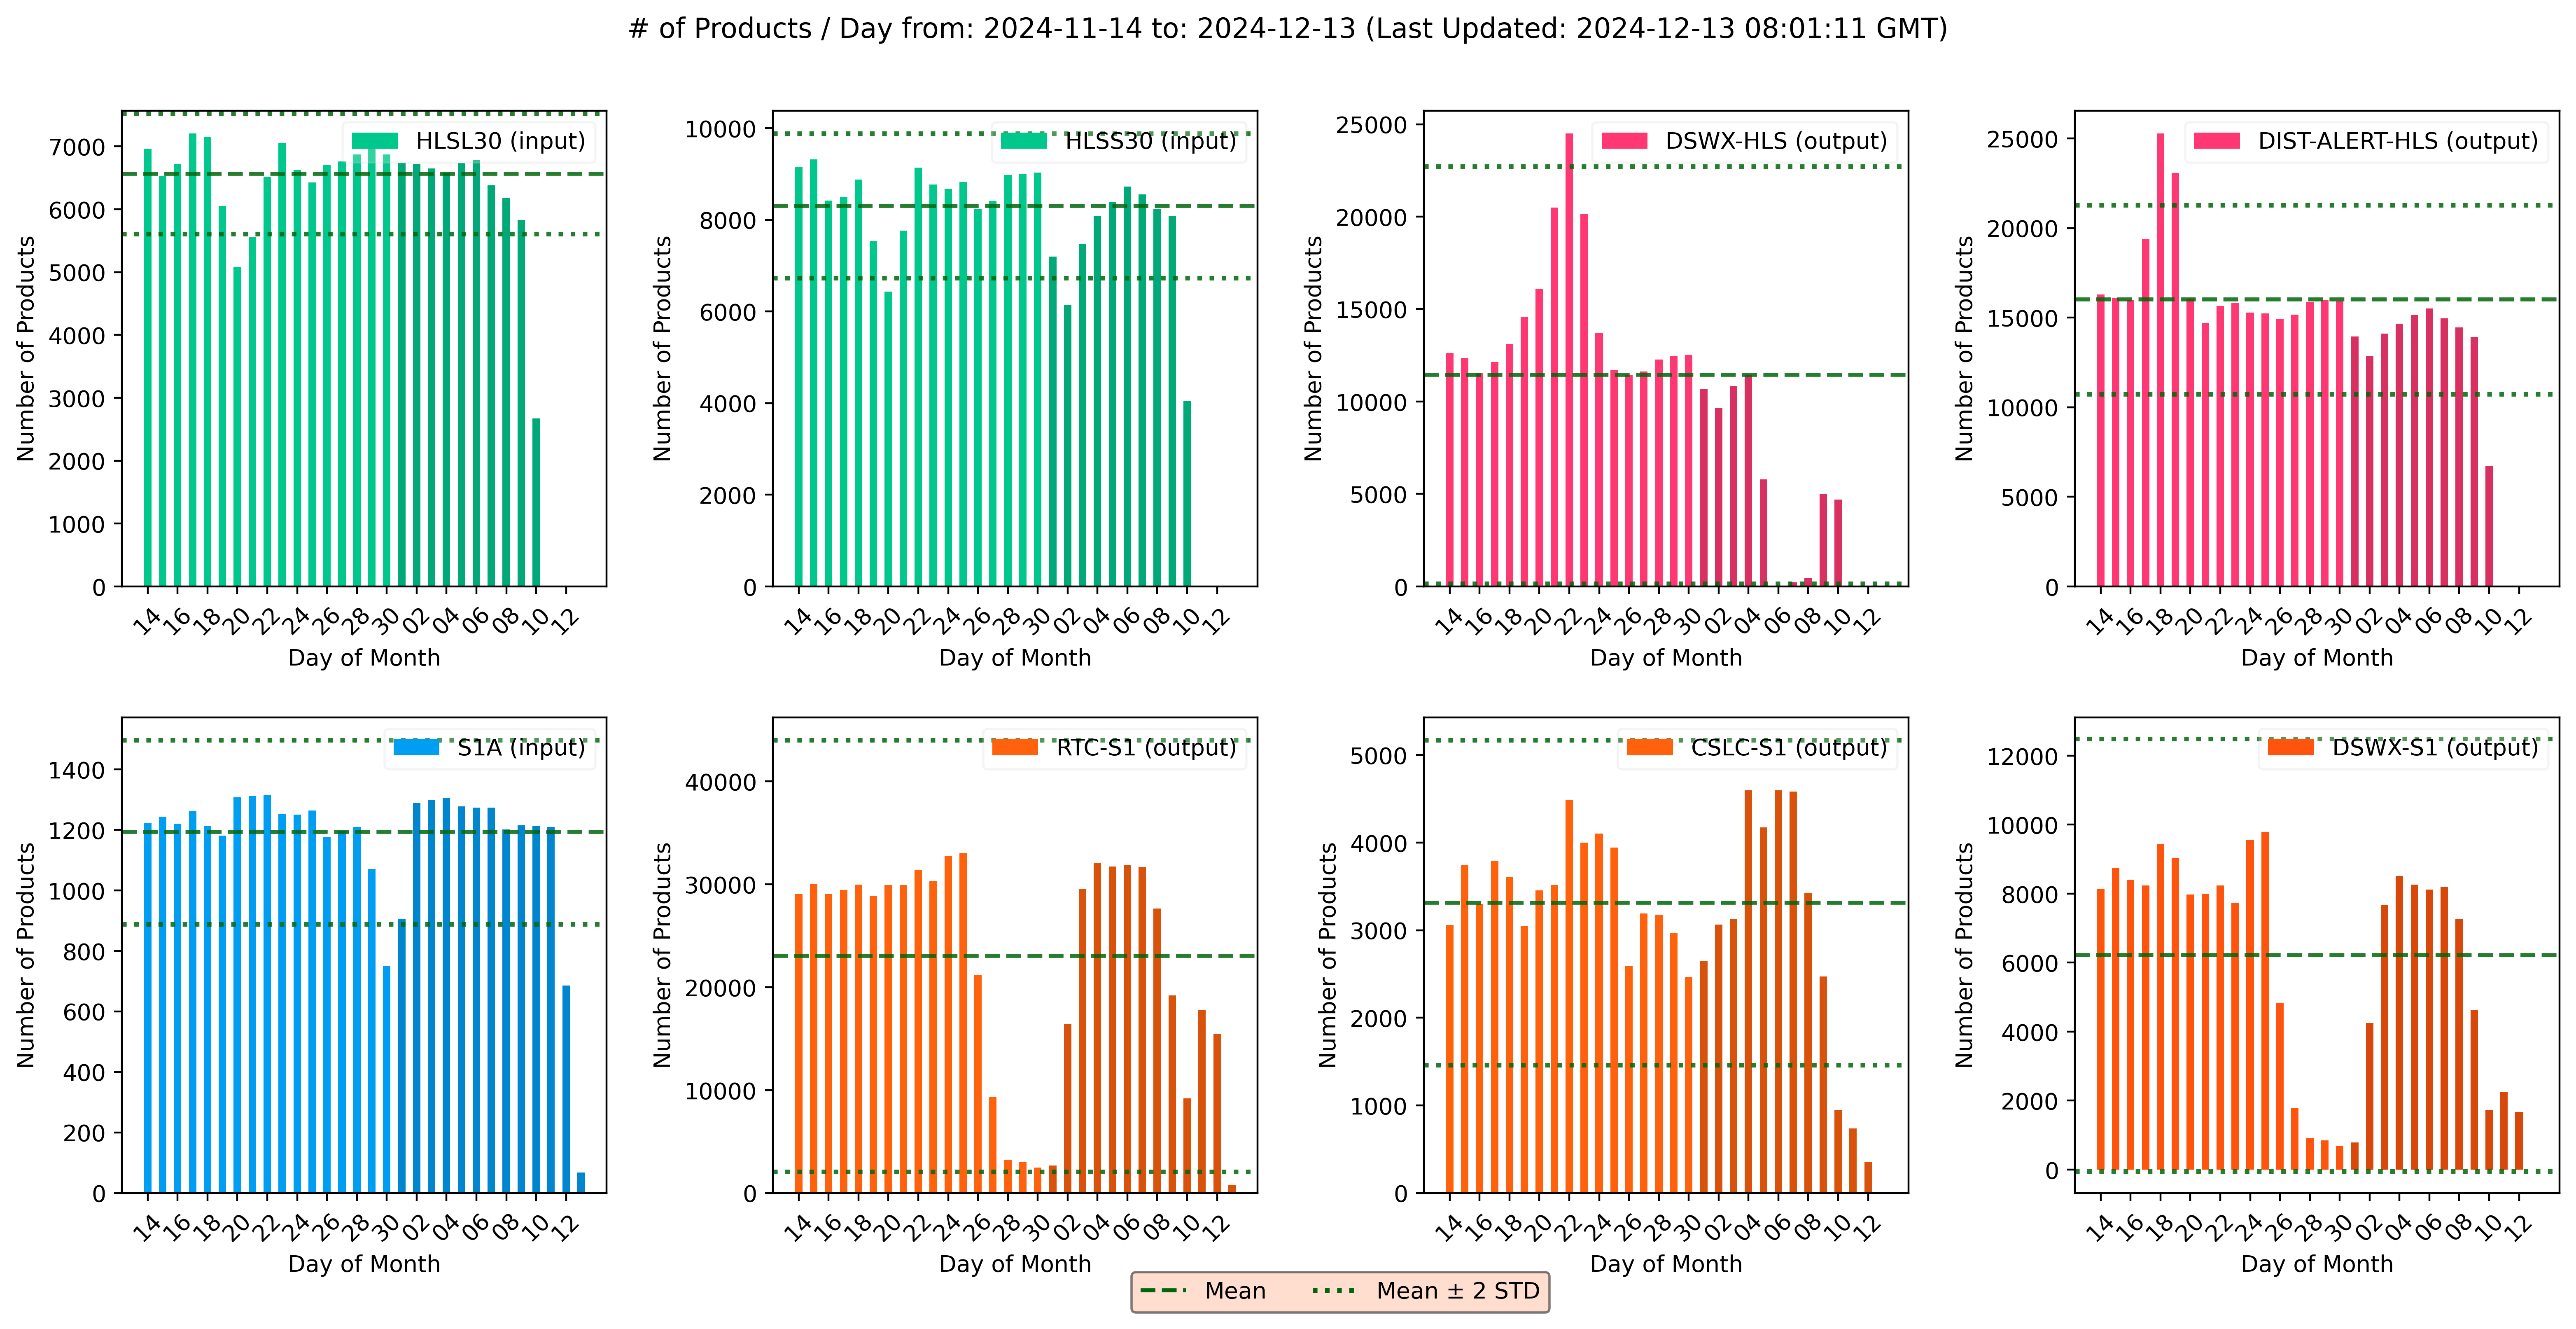 # of Products / Day from: 2024-11-14 to: 2024-12-13 (Last Updated: 2024-12-13 08:01:11 GMT)
HLSL30 (input)
Number of Products
7000
6000
5000
4000
3000
2000
1000
0
14 16 18 20 22 24 26 28 30 02 04 06 08 10 12
Day of Month
HLSS30 (input)
Number of Products
10000
8000
6000
4000
2000
0
14 16 18 20 22 24 26 28 30 02 04 06 08 10 12
Day of Month
DSWX-HLS (output)
Number of Products
25000
20000
15000
10000
5000
0
14 16 18 20 22 24 26 28 30 02 04 06 08 10 12
Day of Month
DIST-ALERT-HLS (output)
Number of Products
25000
20000
15000
10000
5000
0
14 16 18 20 22 24 26 28 30 02 04 06 08 10 12
Day of Month
S1A (input)
Number of Products
1400
1200
1000
800
600
400
200
0
14 16 18 20 22 24 26 28 30 02 04 06 08 10 12
Day of Month
RTC-S1 (output)
Number of Products
40000
30000
20000
10000
0
14 16 18 20 22 24 26 28 30 02 04 06 08 10 12
Day of Month
CSLC-S1 (output)
Number of Products
5000
4000
3000
2000
1000
0
14 16 18 20 22 24 26 28 30 02 04 06 08 10 12
Day of Month
DSWX-S1 (output)
Number of Products
12000
10000
8000
6000
4000
2000
0
14 16 18 20 22 24 26 28 30 02 04 06 08 10 12
Day of Month
Mean
Mean ± 2 STD